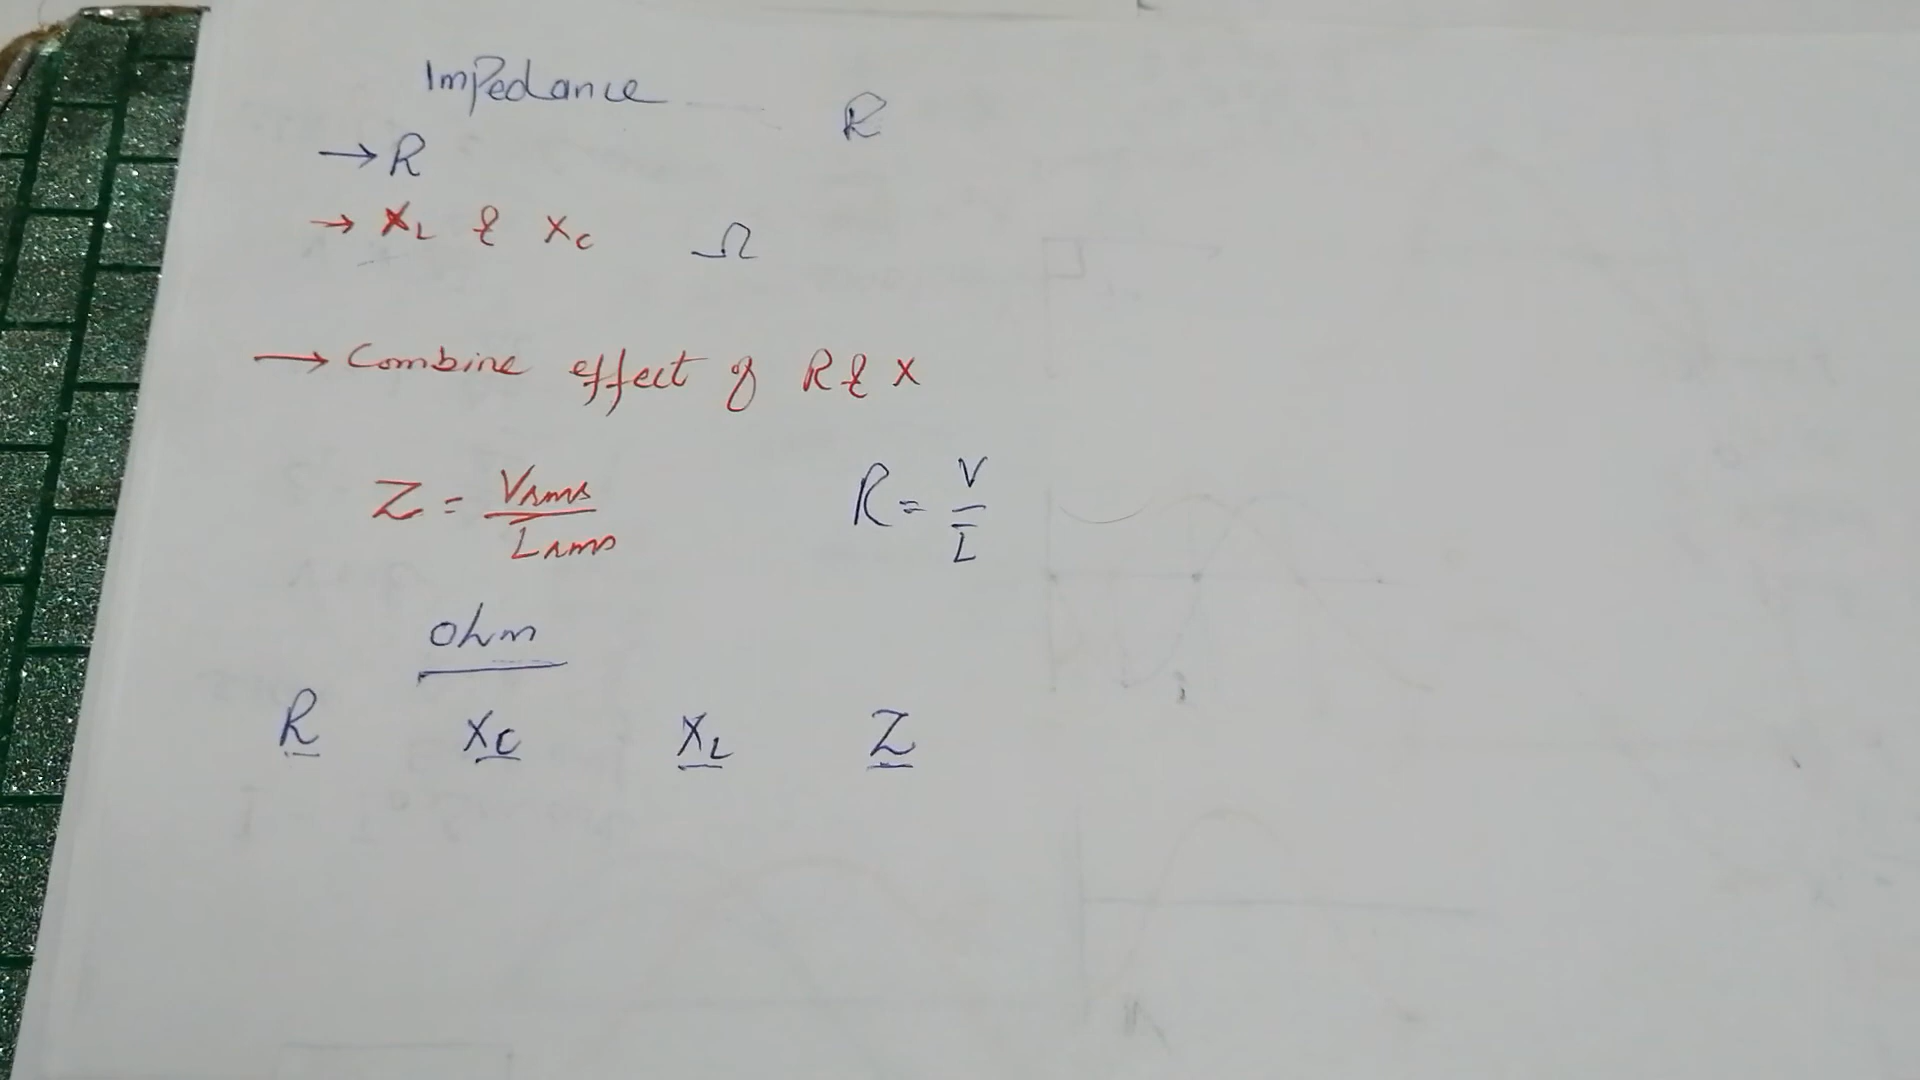 Impedance
R
→ R
→ XL & Xc Ω
→ Combine effect of R & X
Z = Vrms / Irms R = V / I
Ohm
R Xc XL Z